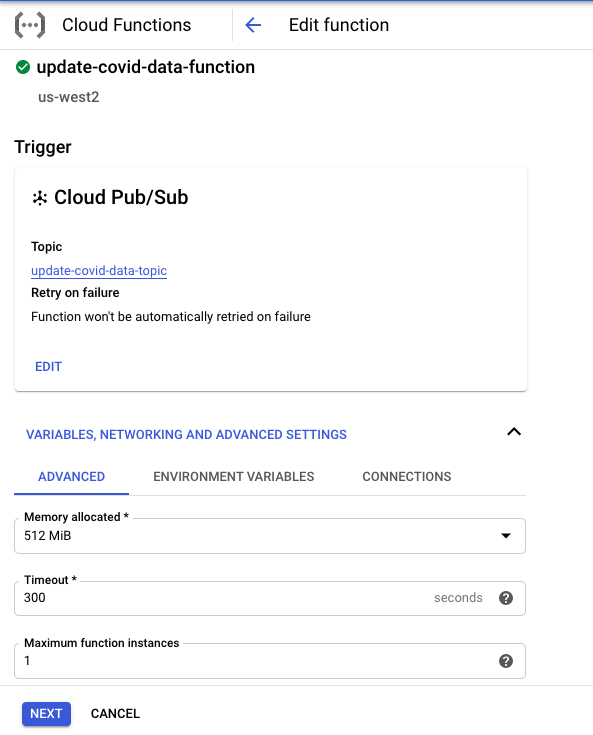 Cloud Functions
Edit function
update-covid-data-function
us-west2
Trigger
Cloud Pub/Sub
Topic
update-covid-data-topic
Retry on failure
Function won't be automatically retried on failure
EDIT
VARIABLES, NETWORKING AND ADVANCED SETTINGS
ADVANCED ENVIRONMENT VARIABLES CONNECTIONS
Memory allocated *
512 MiB
Timeout *
300 seconds
Maximum function instances
1
NEXT CANCEL